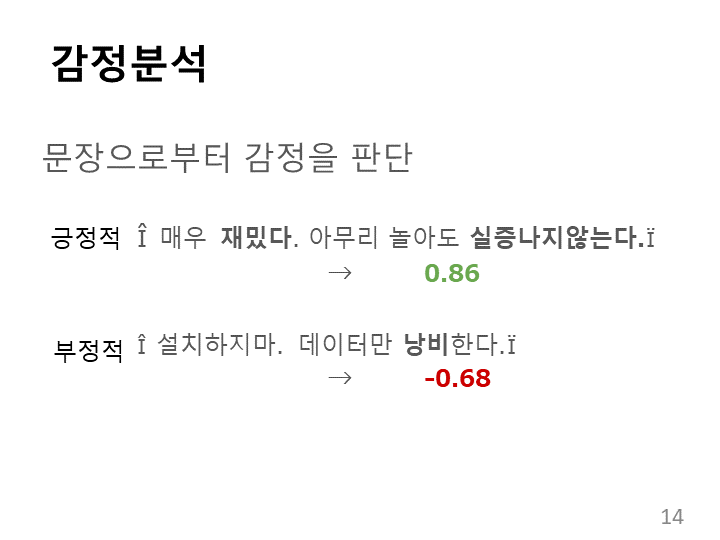 감정분석
문장으로부터 감정을 판단
긍정적 Î 매우 재밌다. 아무리 놀아도 실증나지않는다.Ï
→ 0.86
부정적 Î 설치하지마. 데이터만 낭비한다.Ï
→ -0.68
14